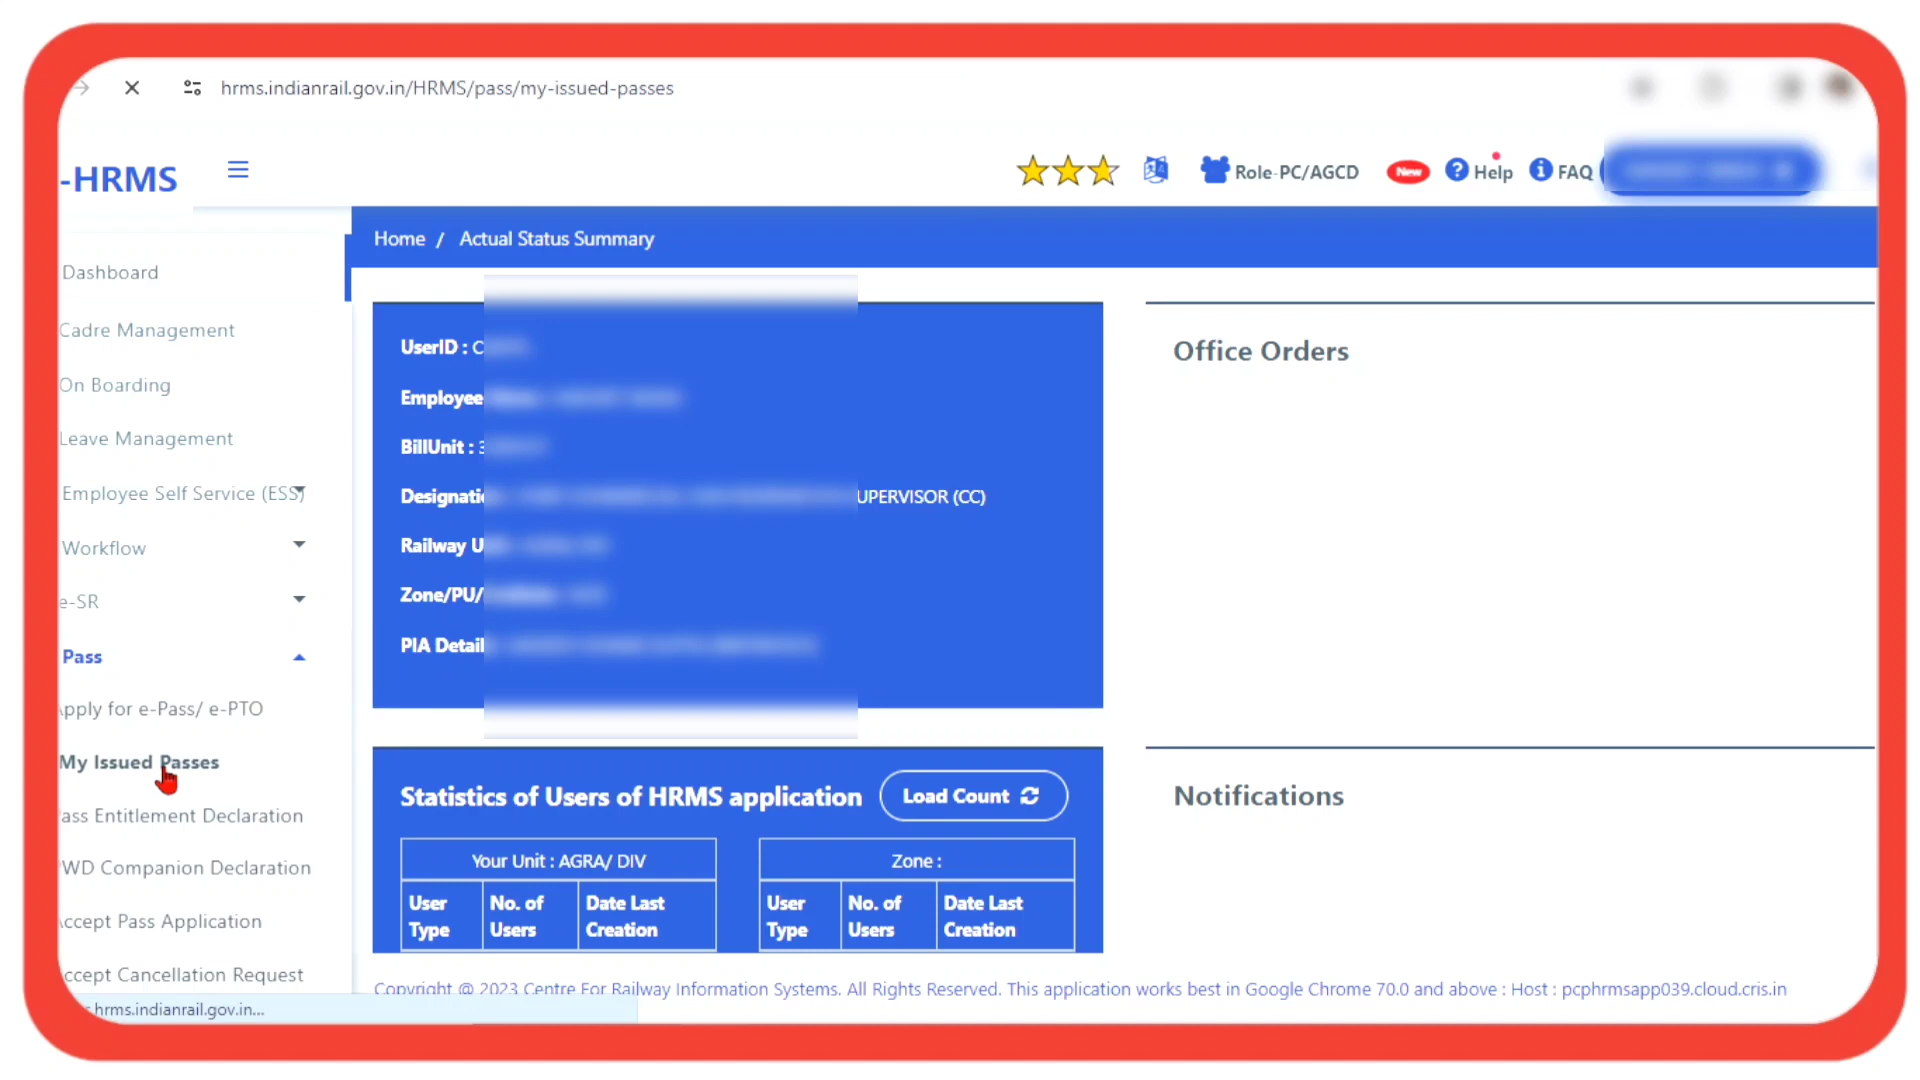 hrms.indianrail.gov.in/HRMS/pass/my-issued-passes
-HRMS
Role-PC/AGCD
New
Help
FAQ
Home / Actual Status Summary
Dashboard
Cadre Management
On Boarding
Leave Management
Employee Self Service (ESS)
Workflow
e-SR
Pass
pply for e-Pass/ e-PTO
My Issued Passes
ass Entitlement Declaration
WD Companion Declaration
ccept Pass Application
ccept Cancellation Request
hrms.indianrail.gov.in...
UserID : C
Employee
BillUnit : 3
Designati UPERVISOR (CC)
Railway U
Zone/PU/
PIA Detail
Office Orders
Statistics of Users of HRMS application
Load Count
Your Unit : AGRA/ DIV
User Type
No. of Users
Date Last Creation
Zone :
User Type
No. of Users
Date Last Creation
Notifications
Copyright @ 2023 Centre For Railway Information Systems. All Rights Reserved. This application works best in Google Chrome 70.0 and above : Host : pcphrmsapp039.cloud.cris.in